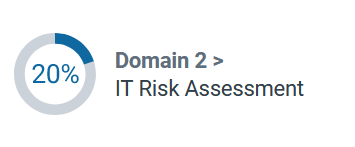 20%
Domain 2 >
IT Risk Assessment